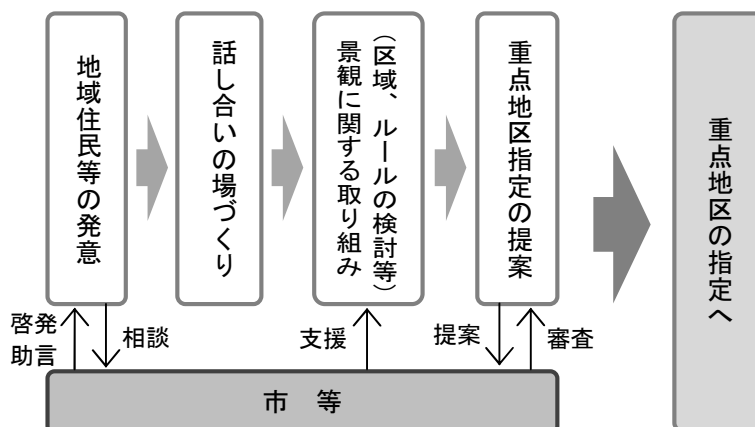 地域住民等の発意
話し合いの場づくり
景観に関する取り組み
（区域、ルールの検討等）
重点地区指定の提案
重点地区の指定へ
啓発
助言
相談
支援
提案
審査
市　等